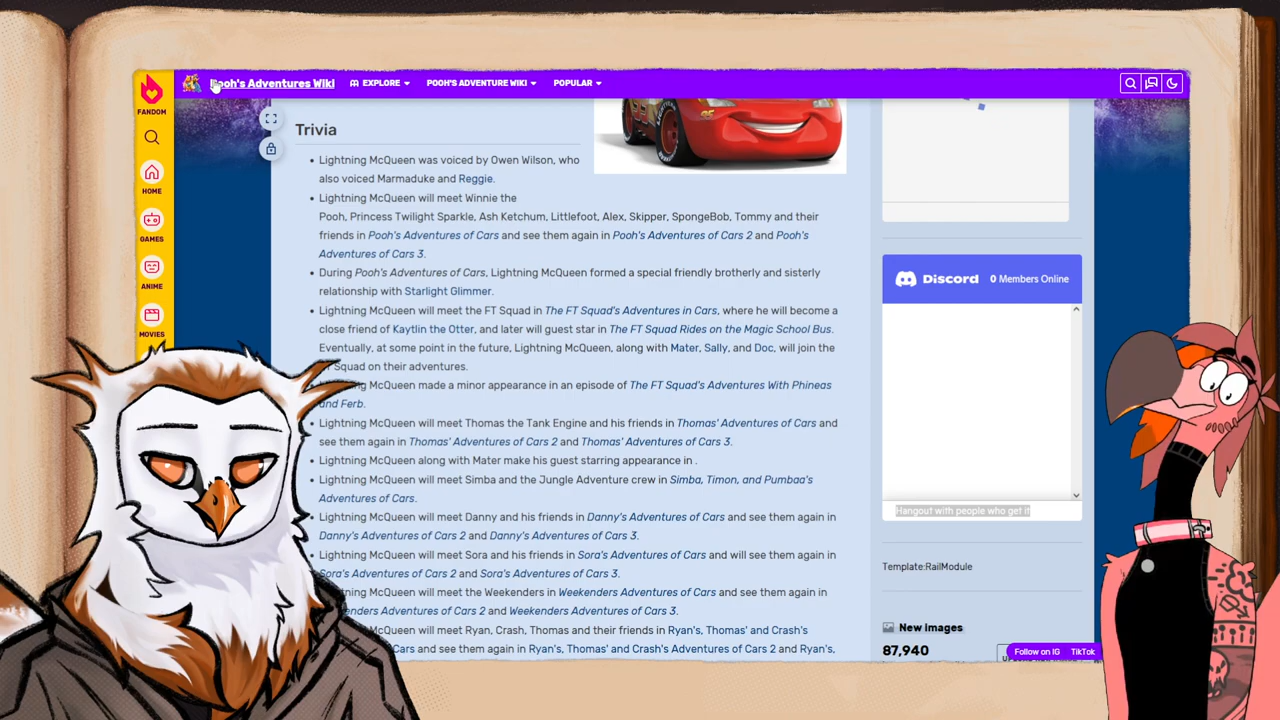 Pooh's Adventures Wiki EXPLORE POOH'S ADVENTURE WIKI POPULAR
FANDOM
HOME
GAMES
ANIME
MOVIES
Trivia
Lightning McQueen was voiced by Owen Wilson, who
also voiced Marmaduke and Reggie.
Lightning McQueen will meet Winnie the
Pooh, Princess Twilight Sparkle, Ash Ketchum, Littlefoot, Alex, Skipper, SpongeBob, Tommy and their
friends in Pooh's Adventures of Cars and see them again in Pooh's Adventures of Cars 2 and Pooh's
Adventures of Cars 3.
During Pooh's Adventures of Cars, Lightning McQueen formed a special friendly brotherly and sisterly
relationship with Starlight Glimmer.
Lightning McQueen will meet the FT Squad in The FT Squad's Adventures in Cars, where he will become a
close friend of Kaytlin the Otter, and later will guest star in The FT Squad Rides on the Magic School Bus.
Eventually, at some point in the future, Lightning McQueen, along with Mater, Sally, and Doc, will join the
FT Squad on their adventures.
McQueen made a minor appearance in an episode of The FT Squad's Adventures With Phineas
and Ferb.
Lightning McQueen will meet Thomas the Tank Engine and his friends in Thomas' Adventures of Cars and
see them again in Thomas' Adventures of Cars 2 and Thomas' Adventures of Cars 3.
Lightning McQueen along with Mater make his guest starring appearance in .
Lightning McQueen will meet Simba and the Jungle Adventure crew in Simba, Timon, and Pumbaa's
Adventures of Cars.
Lightning McQueen will meet Danny and his friends in Danny's Adventures of Cars and see them again in
Danny's Adventures of Cars 2 and Danny's Adventures of Cars 3.
Lightning McQueen will meet Sora and his friends in Sora's Adventures of Cars and will see them again in
Sora's Adventures of Cars 2 and Sora's Adventures of Cars 3.
McQueen will meet the Weekenders in Weekenders Adventures of Cars and see them again in
Adventures of Cars 2 and Weekenders Adventures of Cars 3.
McQueen will meet Ryan, Crash, Thomas and their friends in Ryan's, Thomas' and Crash's
Cars and see them again in Ryan's, Thomas' and Crash's Adventures of Cars 2 and Ryan's,
Discord 0 Members Online
Hangout with people who get it
Template:RailModule
New Images
87,940
Follow on IG TikTok